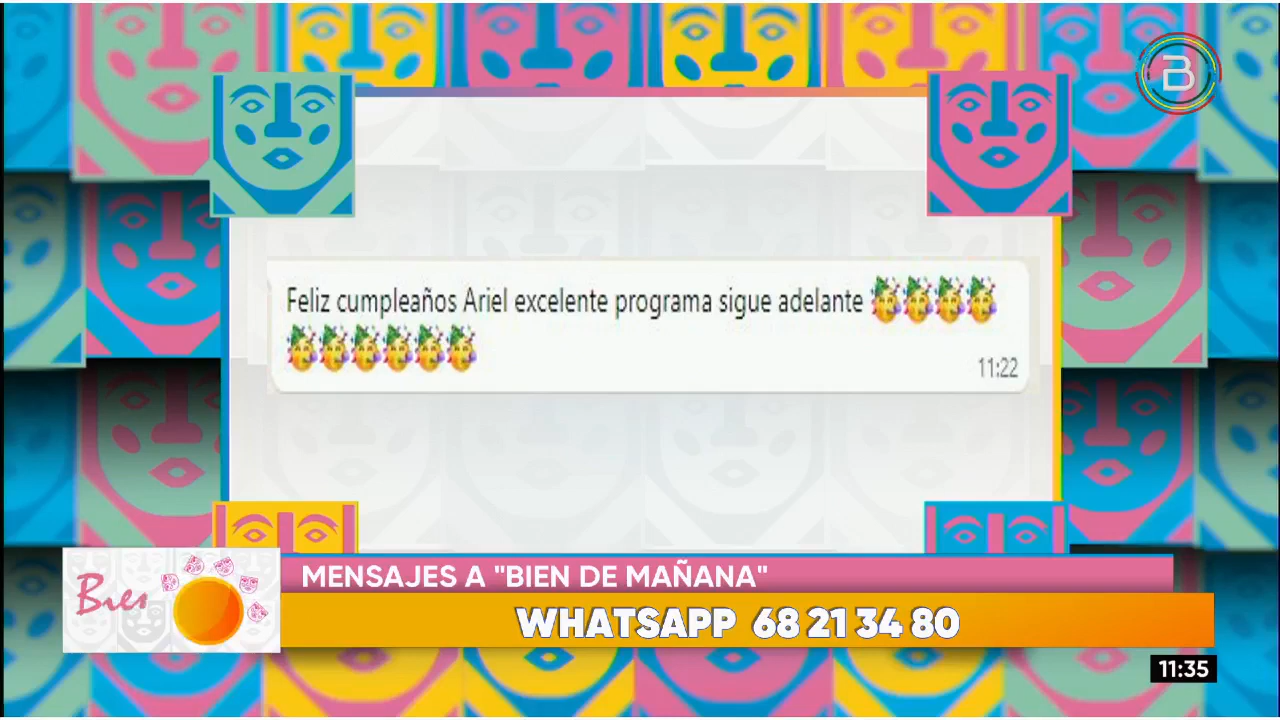 B
Feliz cumpleaños Ariel excelente programa sigue adelante 🥳🥳🥳🥳
🥳🥳🥳🥳🥳🥳
11:22
MENSAJES A "BIEN DE MAÑANA"
Bien
WHATSAPP 68 21 34 80
11:35